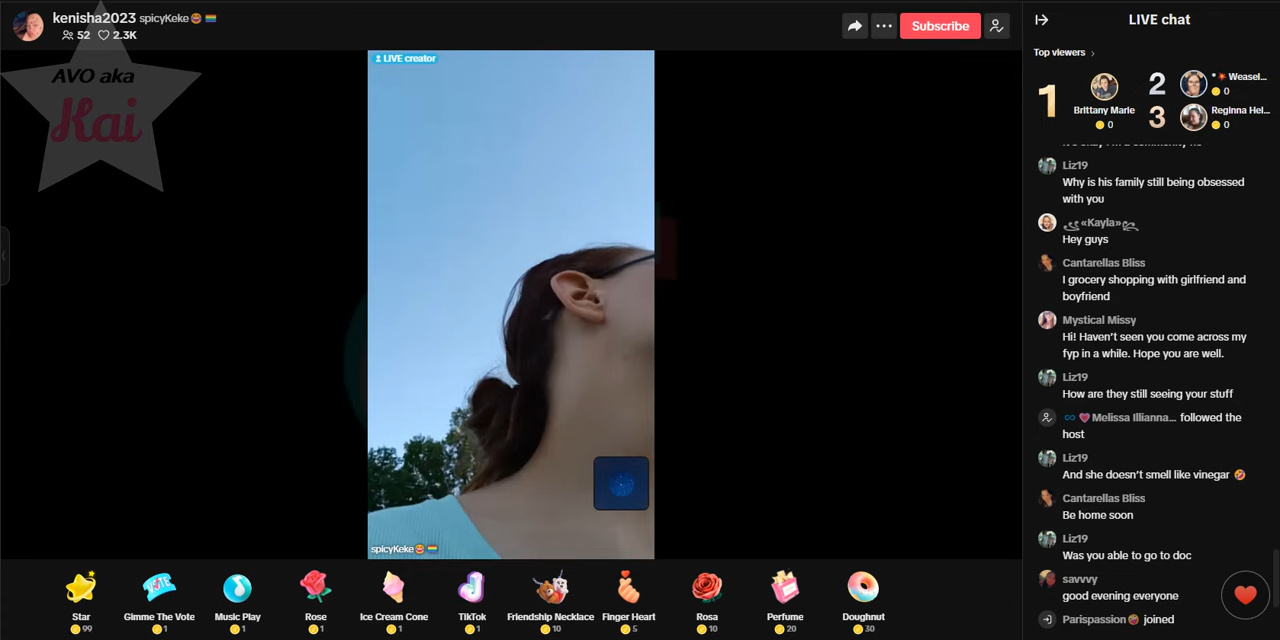 kenisha2023 spicyKeke
52 2.3K
Subscribe
AVO aka
Kai
LIVE creator
spicyKeke
Star
99
Gimme The Vote
1
Music Play
1
Rose
1
Ice Cream Cone
1
TikTok
1
Friendship Necklace
10
Finger Heart
5
Rosa
10
Perfume
20
Doughnut
30
LIVE chat
Top viewers
1
Brittany Marie
0
2
Weasel...
0
3
Reginna Hel...
0
Liz19
Why is his family still being obsessed
with you
«Kayla»
Hey guys
Cantarellas Bliss
I grocery shopping with girlfriend and
boyfriend
Mystical Missy
Hi! Haven't seen you come across my
fyp in a while. Hope you are well.
Liz19
How are they still seeing your stuff
Melissa Illianna... followed the
host
Liz19
And she doesn't smell like vinegar 🤣
Cantarellas Bliss
Be home soon
Liz19
Was you able to go to doc
savvvy
good evening everyone
Parispassion joined